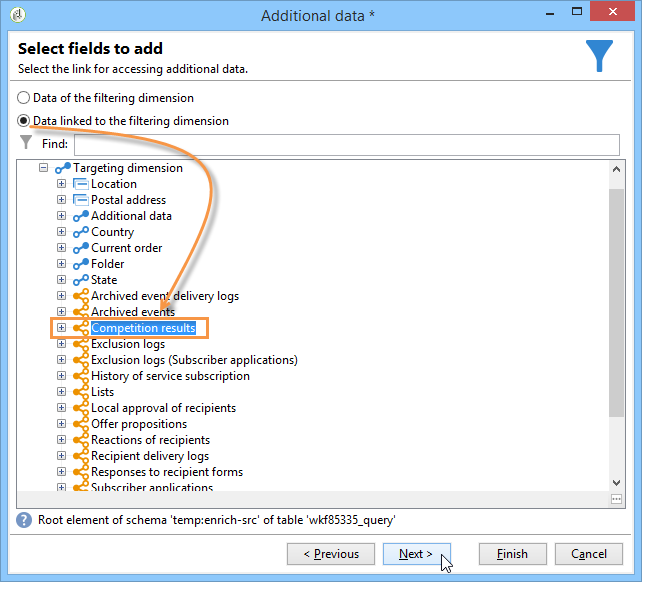 Additional data *
Select fields to add
Select the link for accessing additional data.
Data of the filtering dimension
Data linked to the filtering dimension
Find:
Targeting dimension
Location
Postal address
Additional data
Country
Current order
Folder
State
Archived event delivery logs
Archived events
Competition results
Exclusion logs
Exclusion logs (Subscriber applications)
History of service subscription
Lists
Local approval of recipients
Offer propositions
Reactions of recipients
Recipient delivery logs
Responses to recipient forms
Subscriber applications
Root element of schema 'temp:enrich-src' of table 'wkf85335_query'
< Previous Next > Finish Cancel